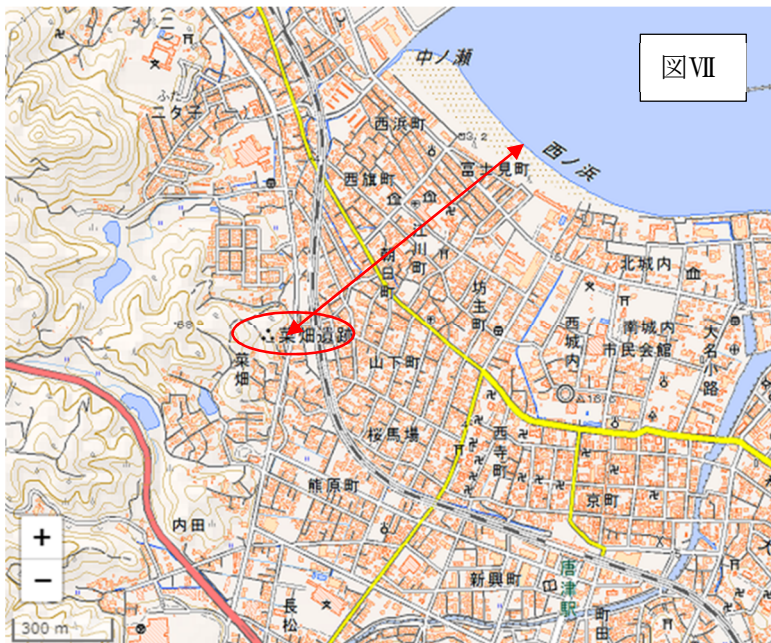 図Ⅶ
中ノ瀬
ふた
二タ子
西浜町
3.2
富士見町
西ノ浜
西旗町
江川町
朝日町
坊主町
北城内
南城内
市民会館
大名小路
西城内
菜畑遺跡
菜畑
山下町
桜馬場
西寺町
熊原町
京町
内田
唐津駅
新興町
長松
町田
+
−
300 m